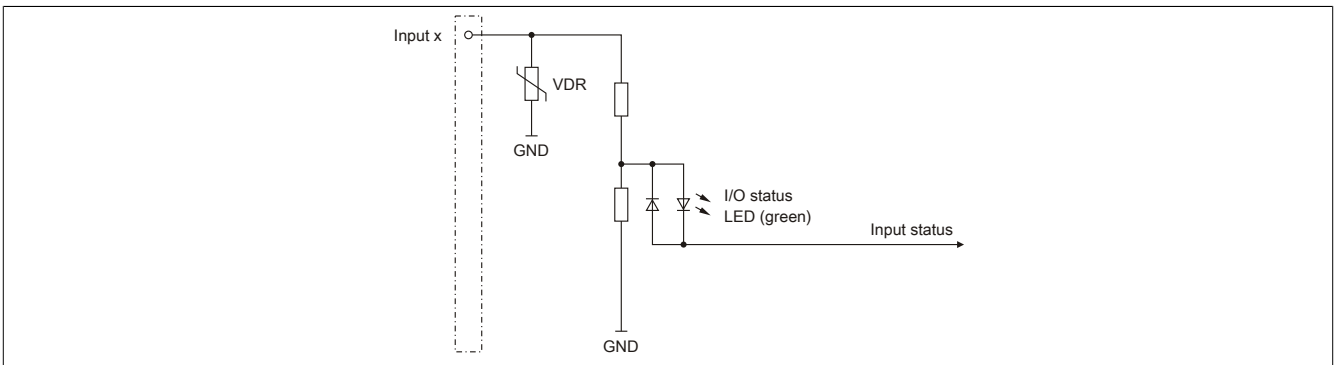 Input x
VDR
GND
I/O status
LED (green)
Input status
GND